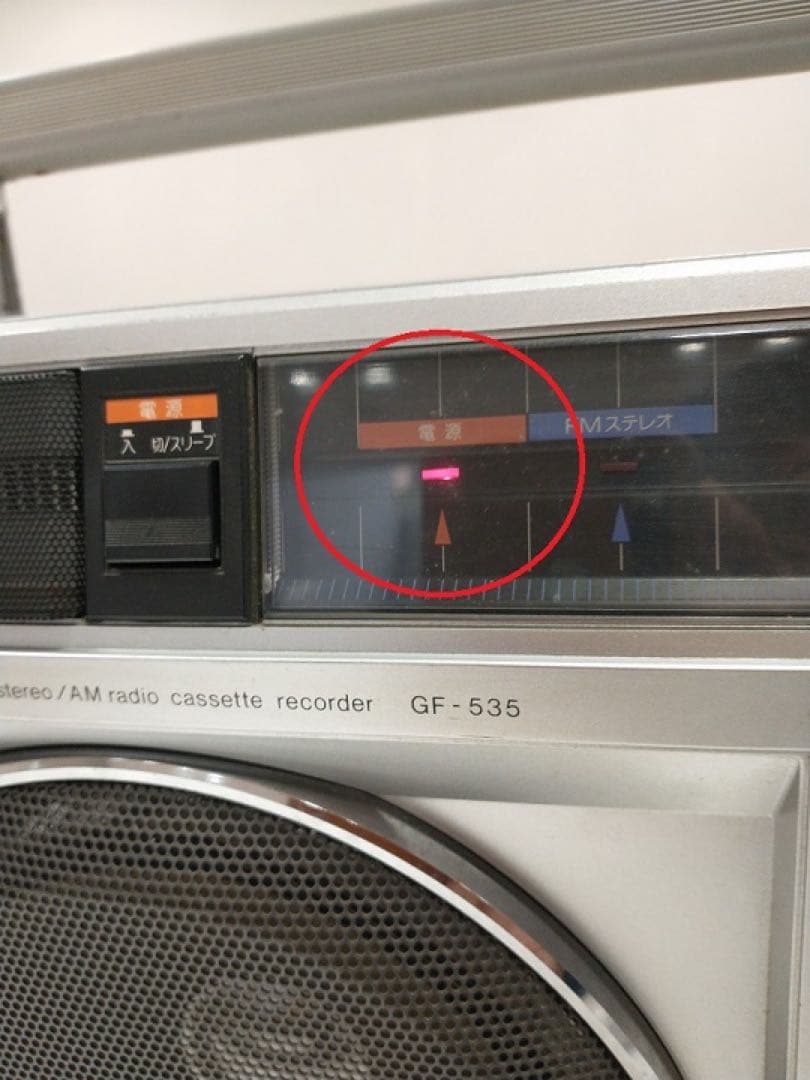 電源
入 切/スリープ
電源
FMステレオ
stereo/AM radio cassette recorder GF-535